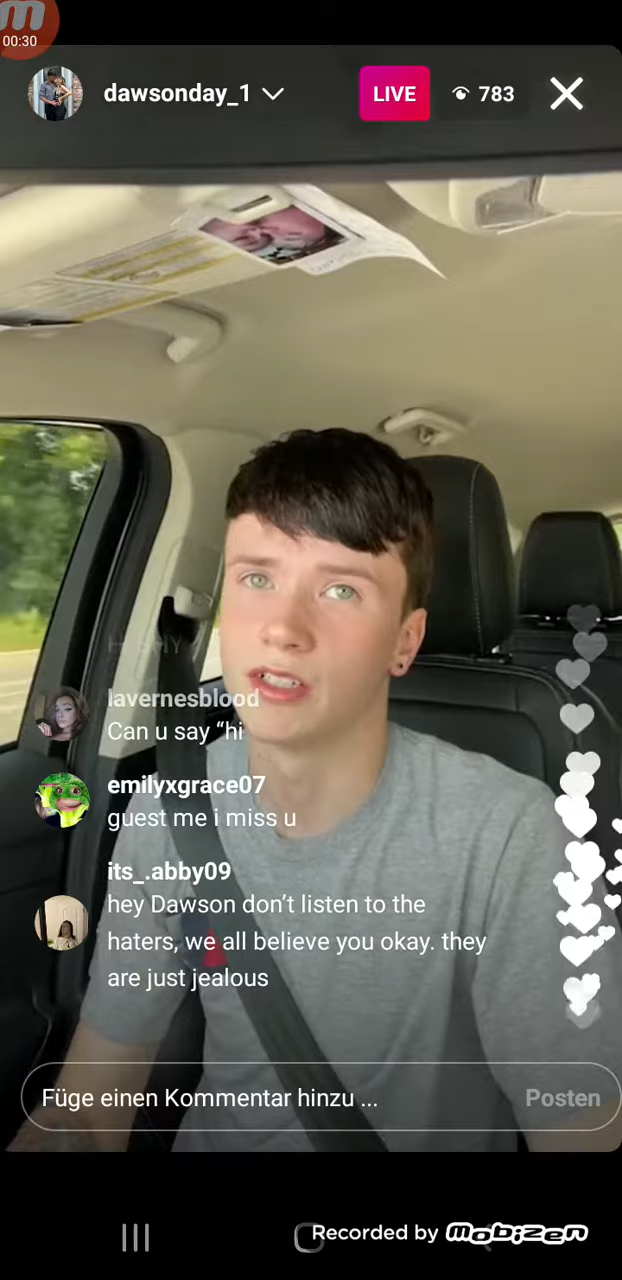 00:30
dawsonday_1
LIVE
783
lavernesblood
Can u say “hi
emilyxgrace07
guest me i miss u
its_.abby09
hey Dawson don’t listen to the
haters, we all believe you okay. they
are just jealous
Füge einen Kommentar hinzu ...
Posten
Recorded by mobizen